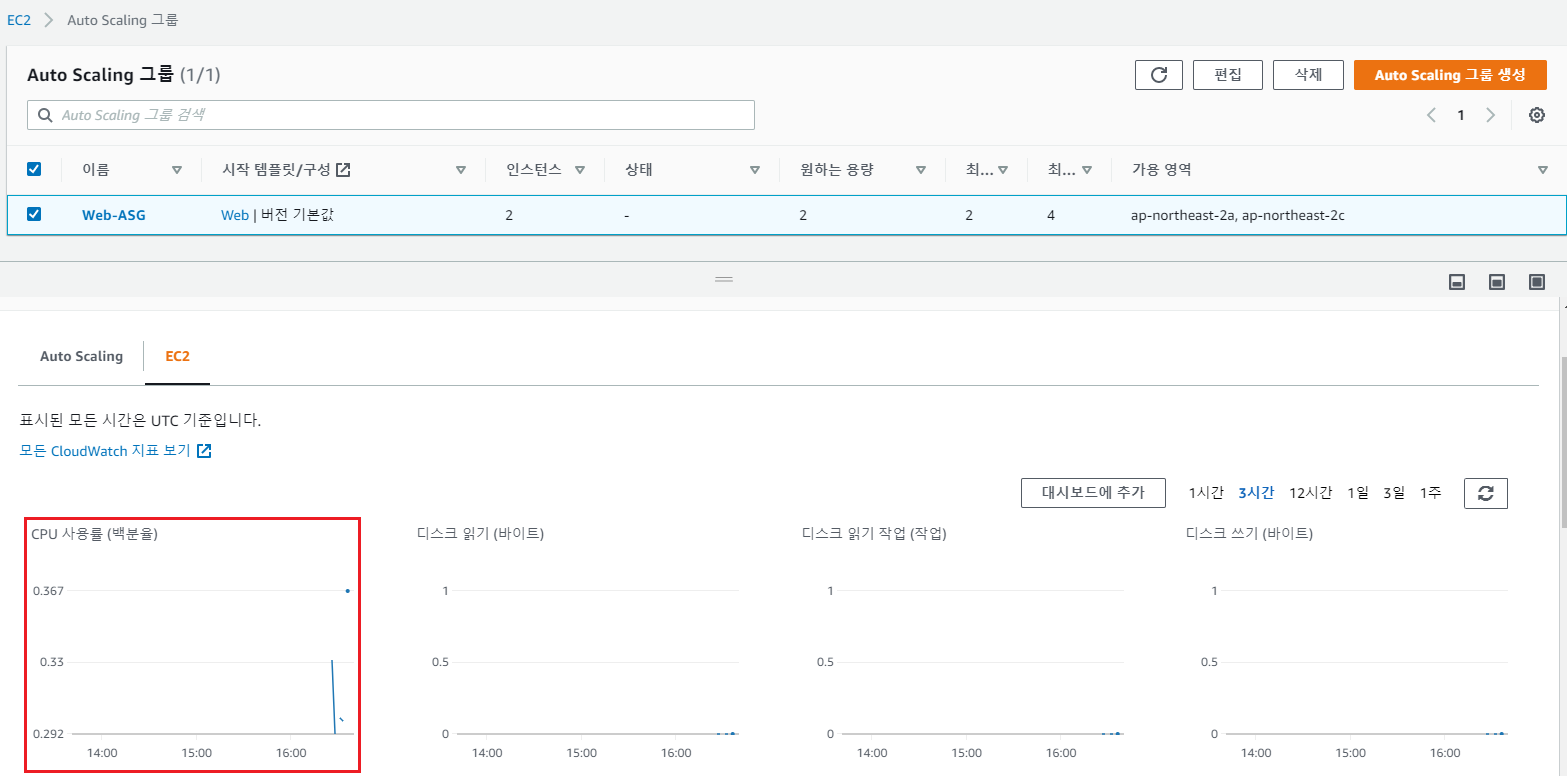 EC2 > Auto Scaling 그룹
Auto Scaling 그룹 (1/1)
편집 삭제 Auto Scaling 그룹 생성
Auto Scaling 그룹 검색
1
이름 시작 템플릿/구성 인스턴스 상태 원하는 용량 최... 최... 가용 영역
Web-ASG Web | 버전 기본값 2 - 2 2 4 ap-northeast-2a, ap-northeast-2c
Auto Scaling EC2
표시된 모든 시간은 UTC 기준입니다.
모든 CloudWatch 지표 보기
대시보드에 추가 1시간 3시간 12시간 1일 3일 1주
CPU 사용률 (백분율) 디스크 읽기 (바이트) 디스크 읽기 작업 (작업) 디스크 쓰기 (바이트)
0.367 1 1 1
0.33 0.5 0.5 0.5
0.292 0 0 0
14:00 15:00 16:00 14:00 15:00 16:00 14:00 15:00 16:00 14:00 15:00 16:00